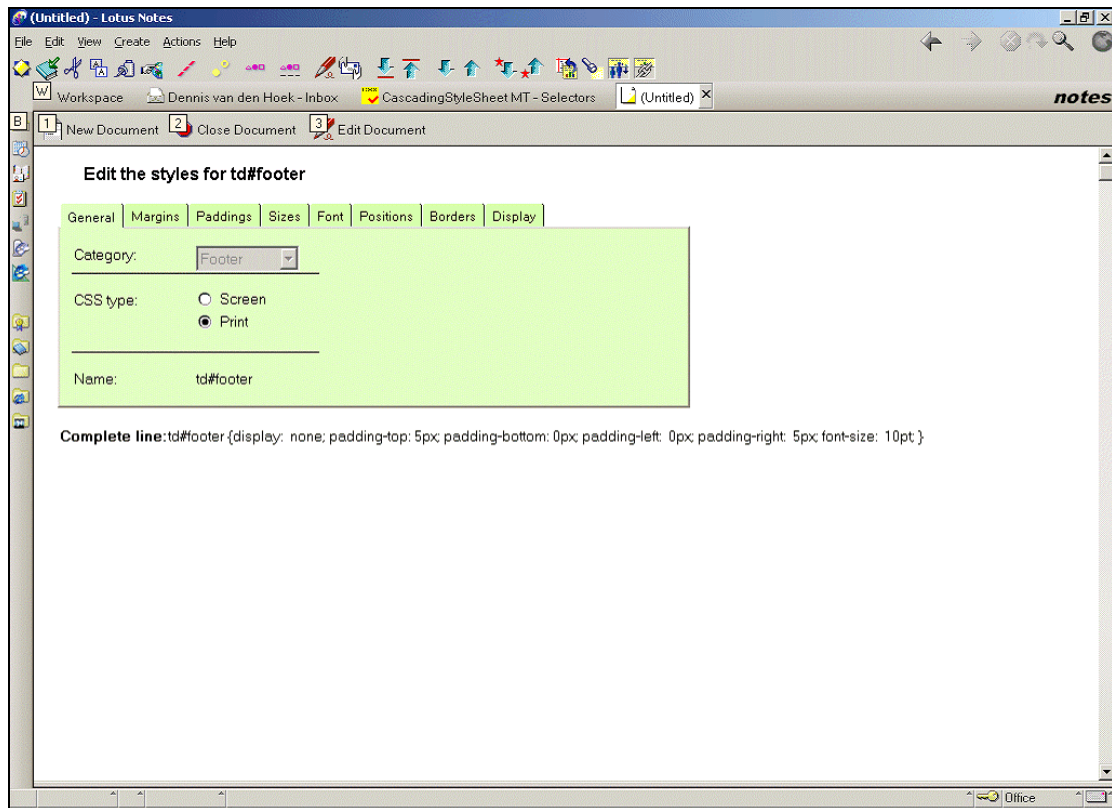 (Untitled) - Lotus Notes
File Edit View Create Actions Help
W Workspace Dennis van den Hoek - Inbox CascadingStyleSheet MT - Selectors (Untitled) notes
B 1 New Document 2 Close Document 3 Edit Document
Edit the styles for td#footer
General Margins Paddings Sizes Font Positions Borders Display
Category: Footer
CSS type: Screen
Print
Name: td#footer
Complete line:td#footer {display: none; padding-top: 5px; padding-bottom: 0px; padding-left: 0px; padding-right: 5px; font-size: 10pt; }
Office